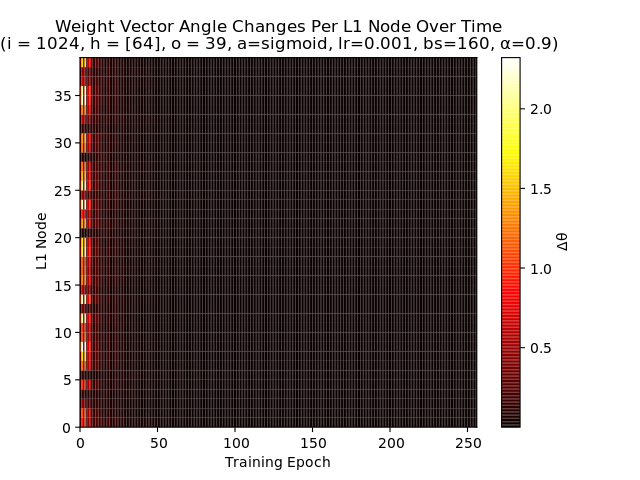 Weight Vector Angle Changes Per L1 Node Over Time
(i = 1024, h = [64], o = 39, a=sigmoid, lr=0.001, bs=160, α=0.9)
35
30
25
20
15
10
5
0
L1 Node
0 50 100 150 200 250
Training Epoch
2.0
1.5
1.0
0.5
Δθ